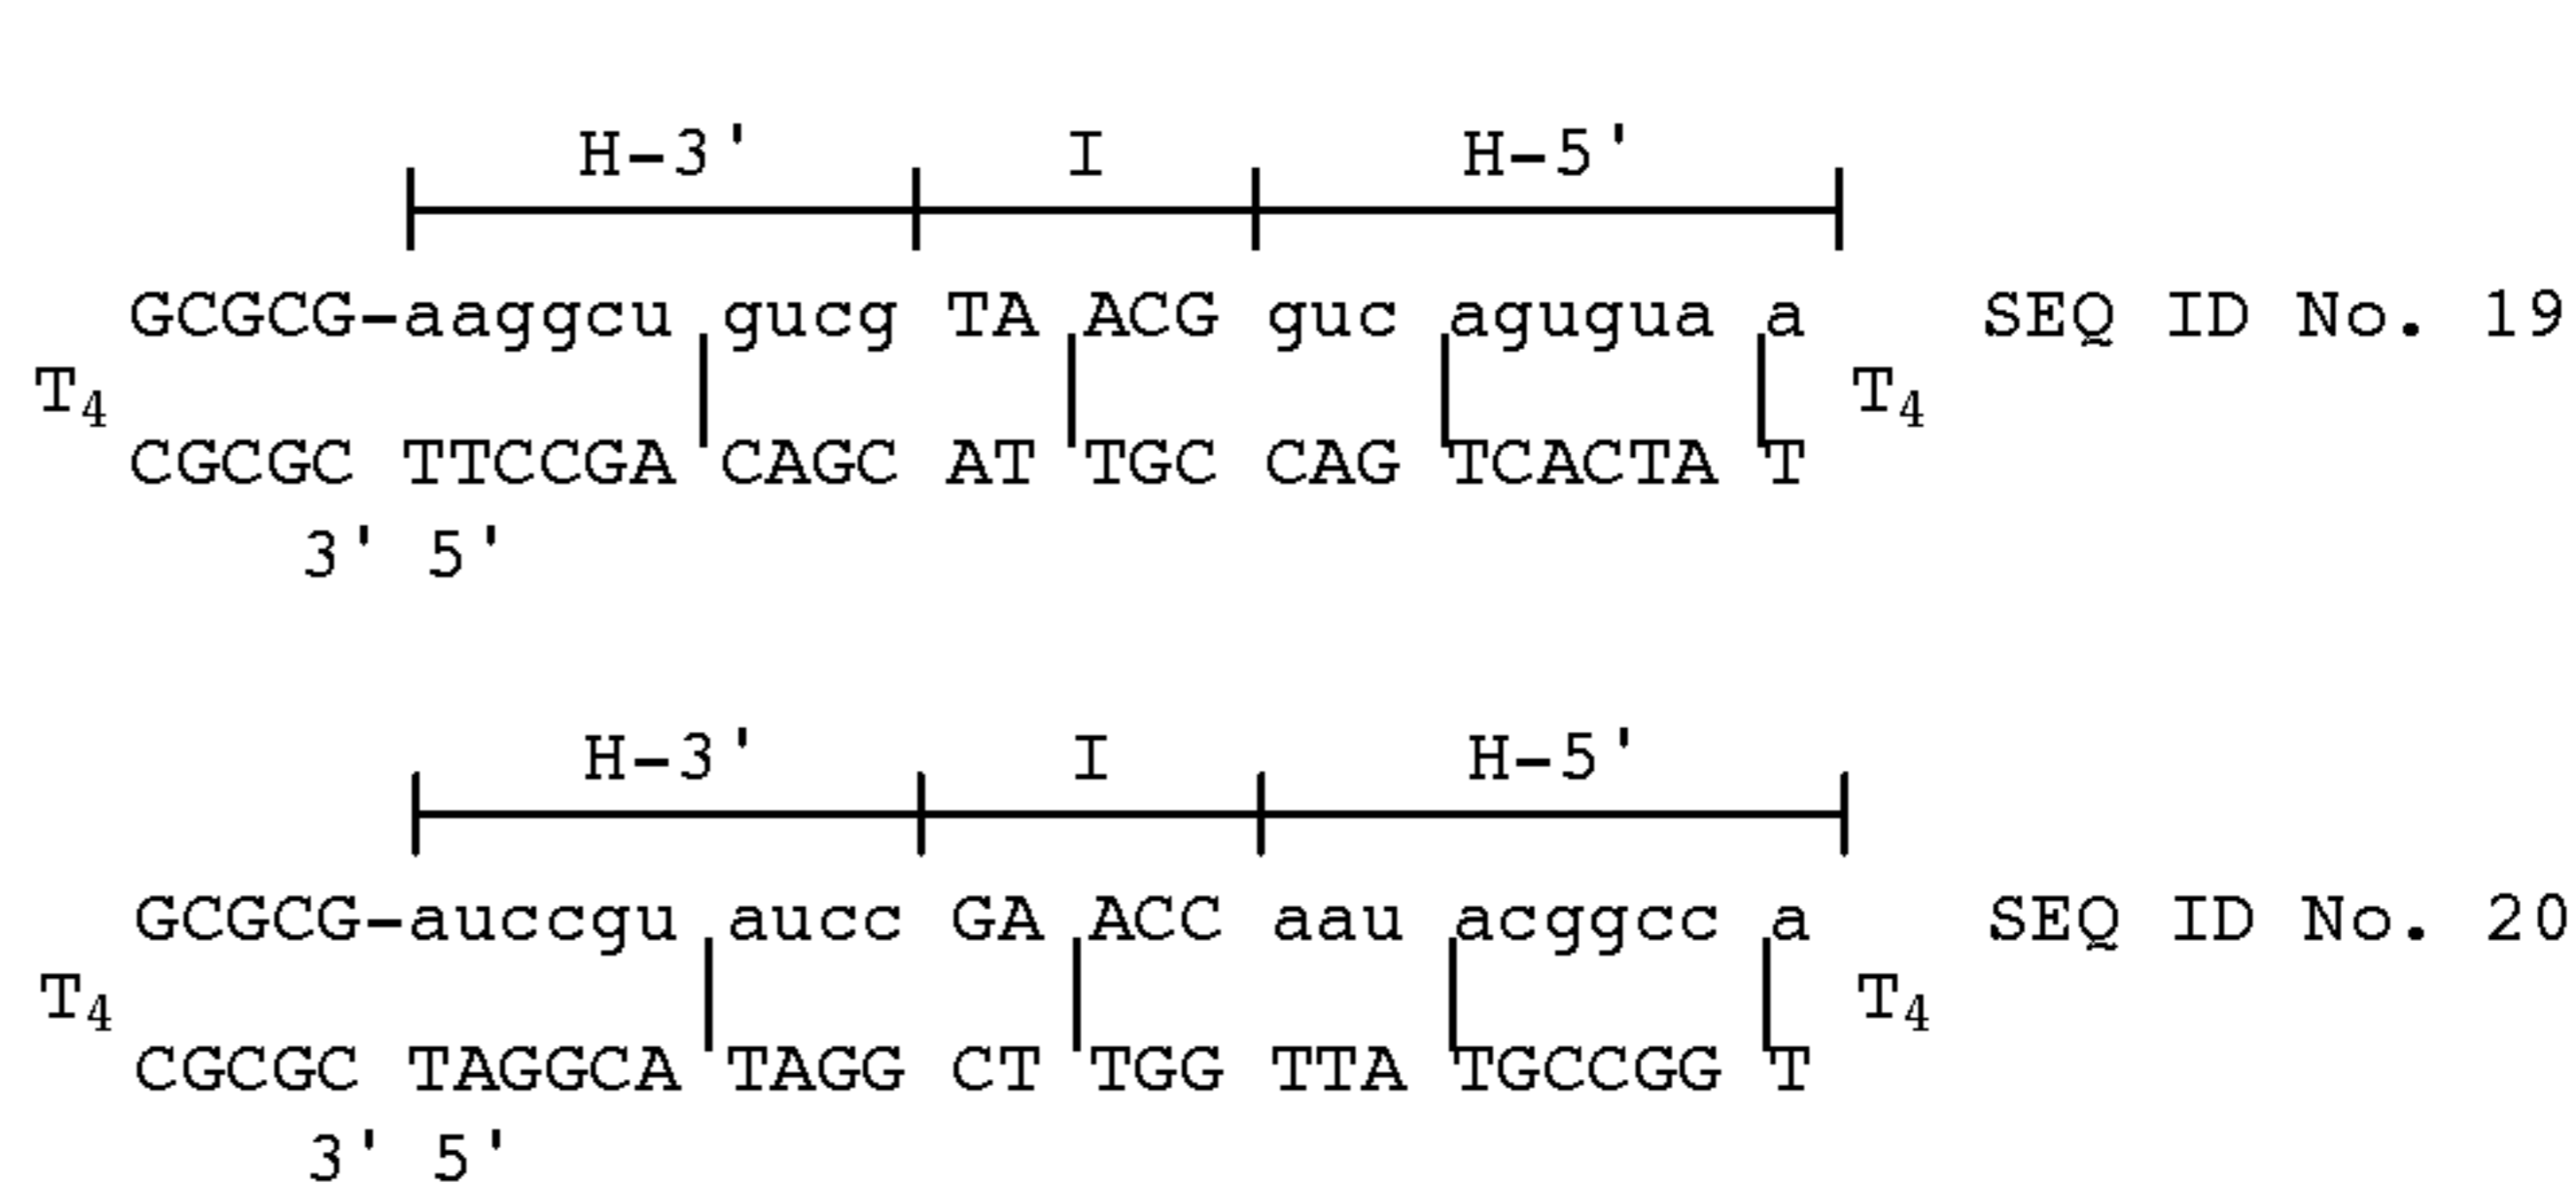 H-3' I H-5'
GCGCG-aaggcu gucg TA ACG guc agugua a SEQ ID No. 19
T4 T4
CGCGC TTCCGA CAGC AT TGC CAG TCACTA T
3' 5'
H-3' I H-5'
GCGCG-auccgu aucc GA ACC aau acggcc a SEQ ID No. 20
T4 T4
CGCGC TAGGCA TAGG CT TGG TTA TGCCGG T
3' 5'